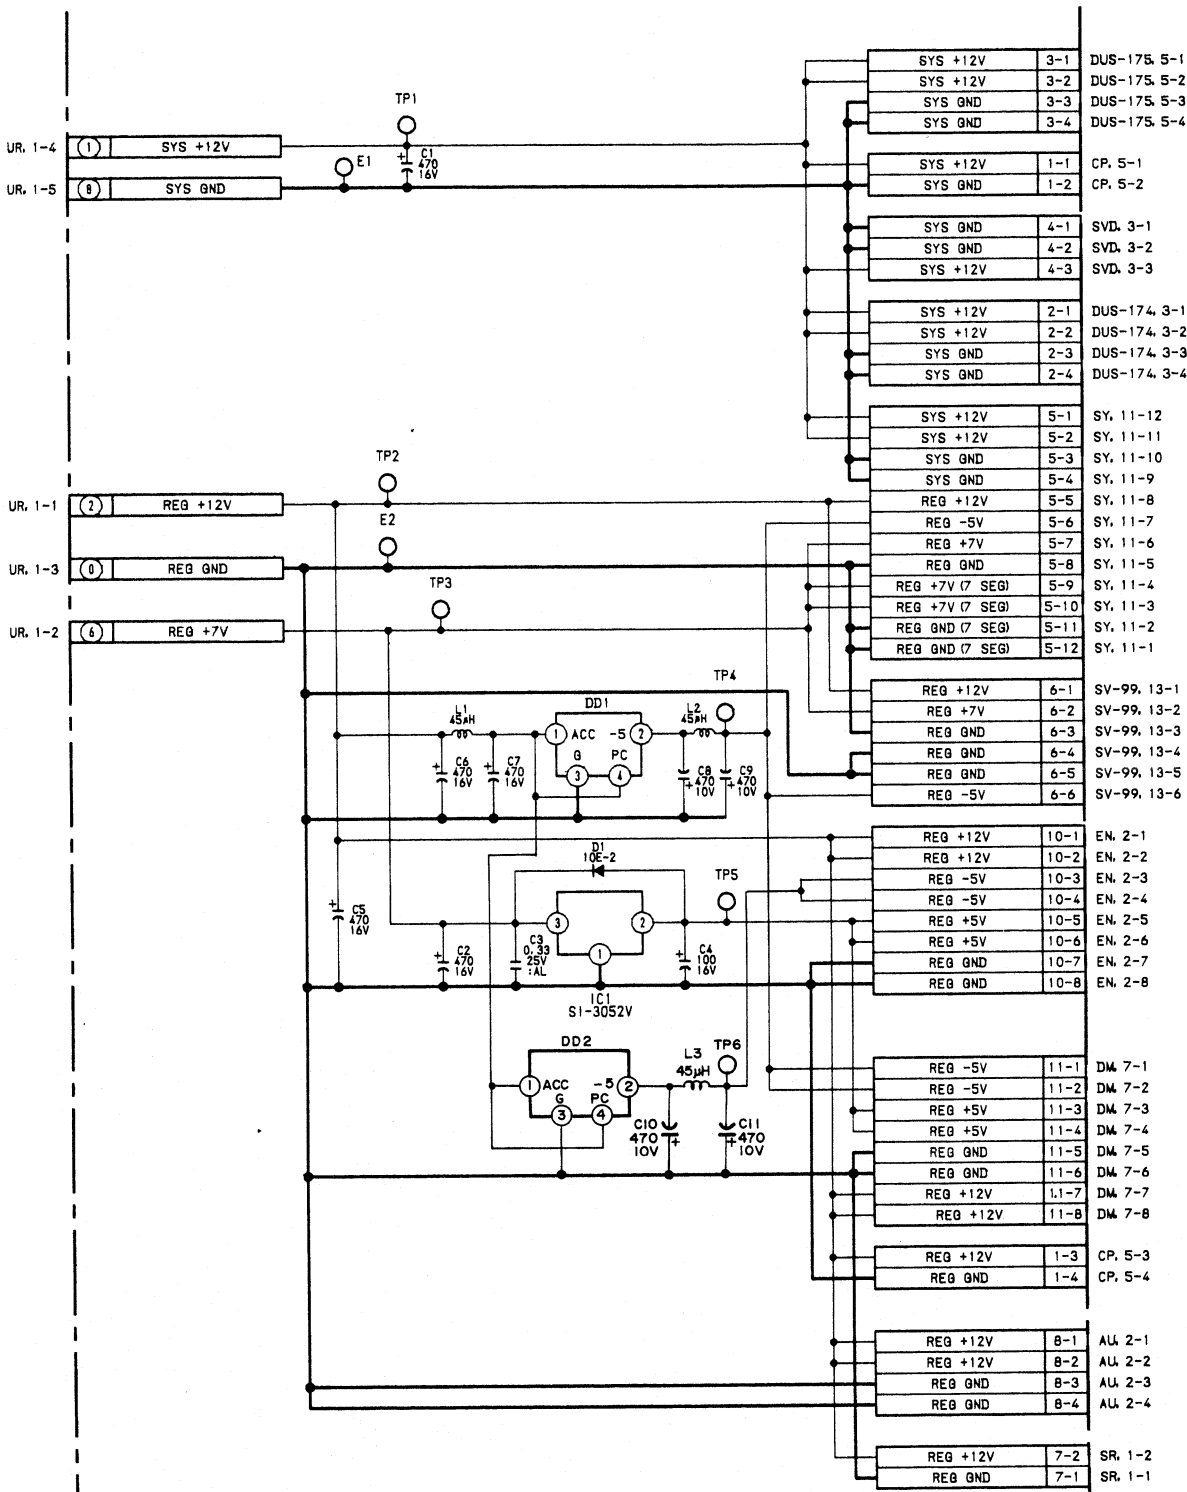 SYS +12V 3-1 DUS-175. 5-1
SYS +12V 3-2 DUS-175. 5-2
SYS GND 3-3 DUS-175. 5-3
SYS GND 3-4 DUS-175. 5-4
TP1
UR. 1-4 1 SYS +12V
E1
+ C1 470 16V
SYS +12V 1-1 CP. 5-1
UR. 1-5 8 SYS GND
SYS GND 1-2 CP. 5-2
SYS GND 4-1 SVD. 3-1
SYS GND 4-2 SVD. 3-2
SYS +12V 4-3 SVD. 3-3
SYS +12V 2-1 DUS-174. 3-1
SYS +12V 2-2 DUS-174. 3-2
SYS GND 2-3 DUS-174. 3-3
SYS GND 2-4 DUS-174. 3-4
SYS +12V 5-1 SY. 11-12
SYS +12V 5-2 SY. 11-11
SYS GND 5-3 SY. 11-10
SYS GND 5-4 SY. 11-9
TP2
UR. 1-1 2 REG +12V
REG +12V 5-5 SY. 11-8
E2
REG -5V 5-6 SY. 11-7
REG +7V 5-7 SY. 11-6
UR. 1-3 0 REG GND
REG GND 5-8 SY. 11-5
TP3
REG +7V (7 SEG) 5-9 SY. 11-4
REG +7V (7 SEG) 5-10 SY. 11-3
UR. 1-2 6 REG +7V
REG GND (7 SEG) 5-11 SY. 11-2
REG GND (7 SEG) 5-12 SY. 11-1
TP4
REG +12V 6-1 SV-99. 13-1
REG +7V 6-2 SV-99. 13-2
REG GND 6-3 SV-99. 13-3
REG GND 6-4 SV-99. 13-4
REG GND 6-5 SV-99. 13-5
REG -5V 6-6 SV-99. 13-6
L1 45μH
DD1
L2 45μH
1 ACC -5 2
G PC
3 4
+ C6 470 16V
+ C7 470 16V
C8 470 + 10V
C9 470 + 10V
REG +12V 10-1 EN. 2-1
REG +12V 10-2 EN. 2-2
REG -5V 10-3 EN. 2-3
REG -5V 10-4 EN. 2-4
REG +5V 10-5 EN. 2-5
REG +5V 10-6 EN. 2-6
REG GND 10-7 EN. 2-7
REG GND 10-8 EN. 2-8
D1
10E-2
TP5
+ C5 470 16V
3 2
1
+ C2 470 16V
C3 0.33 25V :AL
+ C4 100 16V
IC1
SI-3052V
DD2
L3 45μH
TP6
1 ACC -5 2
G PC
3 4
C10 470 + 10V
C11 470 + 10V
REG -5V 11-1 DM. 7-1
REG -5V 11-2 DM. 7-2
REG +5V 11-3 DM. 7-3
REG +5V 11-4 DM. 7-4
REG GND 11-5 DM. 7-5
REG GND 11-6 DM. 7-6
REG +12V 11-7 DM. 7-7
REG +12V 11-8 DM. 7-8
REG +12V 1-3 CP. 5-3
REG GND 1-4 CP. 5-4
REG +12V 8-1 AU. 2-1
REG +12V 8-2 AU. 2-2
REG GND 8-3 AU. 2-3
REG GND 8-4 AU. 2-4
REG +12V 7-2 SR. 1-2
REG GND 7-1 SR. 1-1